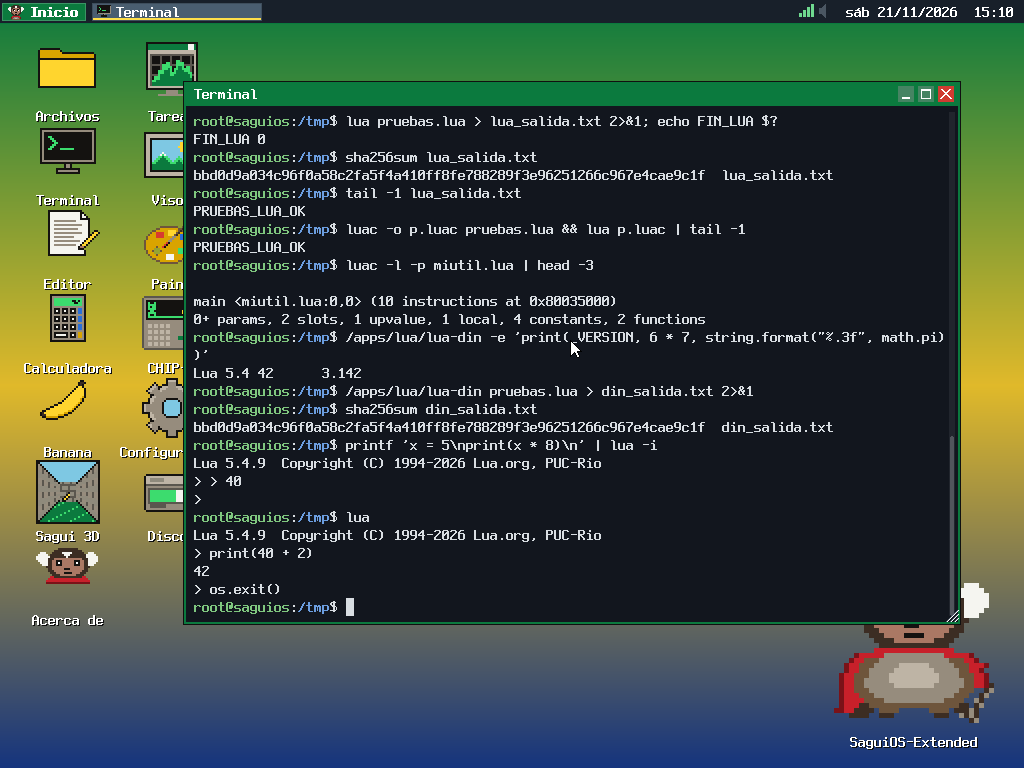 Inicio
Terminal
sáb 21/11/2026 15:10
Archivos
Terminal
Editor
Calculadora
Banana
Sagui 3D
Acerca de
Tarea
Viso
Pain
CHIP-
Configur
Disco
Terminal
root@saguios:/tmp$ lua pruebas.lua > lua_salida.txt 2>&1; echo FIN_LUA $?
FIN_LUA 0
root@saguios:/tmp$ sha256sum lua_salida.txt
bbd0d9a034c96f0a58c2fa5f4a410ff8fe788289f3e96251266c967e4cae9c1f  lua_salida.txt
root@saguios:/tmp$ tail -1 lua_salida.txt
PRUEBAS_LUA_OK
root@saguios:/tmp$ luac -o p.luac pruebas.lua && lua p.luac | tail -1
PRUEBAS_LUA_OK
root@saguios:/tmp$ luac -l -p miutil.lua | head -3
main <miutil.lua:0,0> (10 instructions at 0x80035000)
0+ params, 2 slots, 1 upvalue, 1 local, 4 constants, 2 functions
root@saguios:/tmp$ /apps/lua/lua-din -e 'print(_VERSION, 6 * 7, string.format("%.3f", math.pi)
)'
Lua 5.4 42      3.142
root@saguios:/tmp$ /apps/lua/lua-din pruebas.lua > din_salida.txt 2>&1
root@saguios:/tmp$ sha256sum din_salida.txt
bbd0d9a034c96f0a58c2fa5f4a410ff8fe788289f3e96251266c967e4cae9c1f  din_salida.txt
root@saguios:/tmp$ printf 'x = 5\nprint(x * 8)\n' | lua -i
Lua 5.4.9  Copyright (C) 1994-2026 Lua.org, PUC-Rio
> > 40
>
root@saguios:/tmp$ lua
Lua 5.4.9  Copyright (C) 1994-2026 Lua.org, PUC-Rio
> print(40 + 2)
42
> os.exit()
root@saguios:/tmp$
SaguiOS-Extended